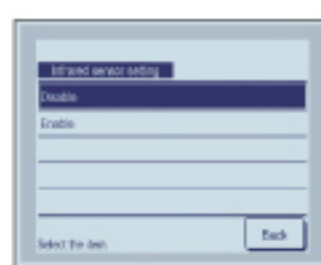 Infrared sensor setting
Disable
Enable
Select the item.
Back